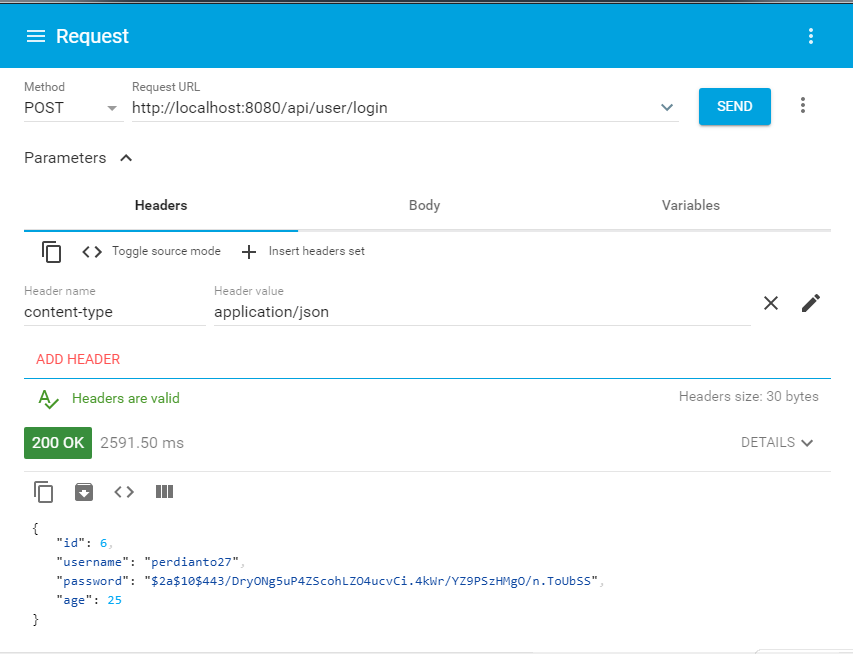 Request
Method
Request URL
POST
http://localhost:8080/api/user/login
SEND
Parameters
Headers Body Variables
Toggle source mode Insert headers set
Header name
Header value
content-type
application/json
ADD HEADER
Headers are valid
Headers size: 30 bytes
200 OK 2591.50 ms
DETAILS
{
"id": 6,
"username": "perdianto27",
"password": "$2a$10$443/DryONg5uP4ZScohLZO4ucvCi.4kWr/YZ9PSzHMgO/n.ToUbSS",
"age": 25
}